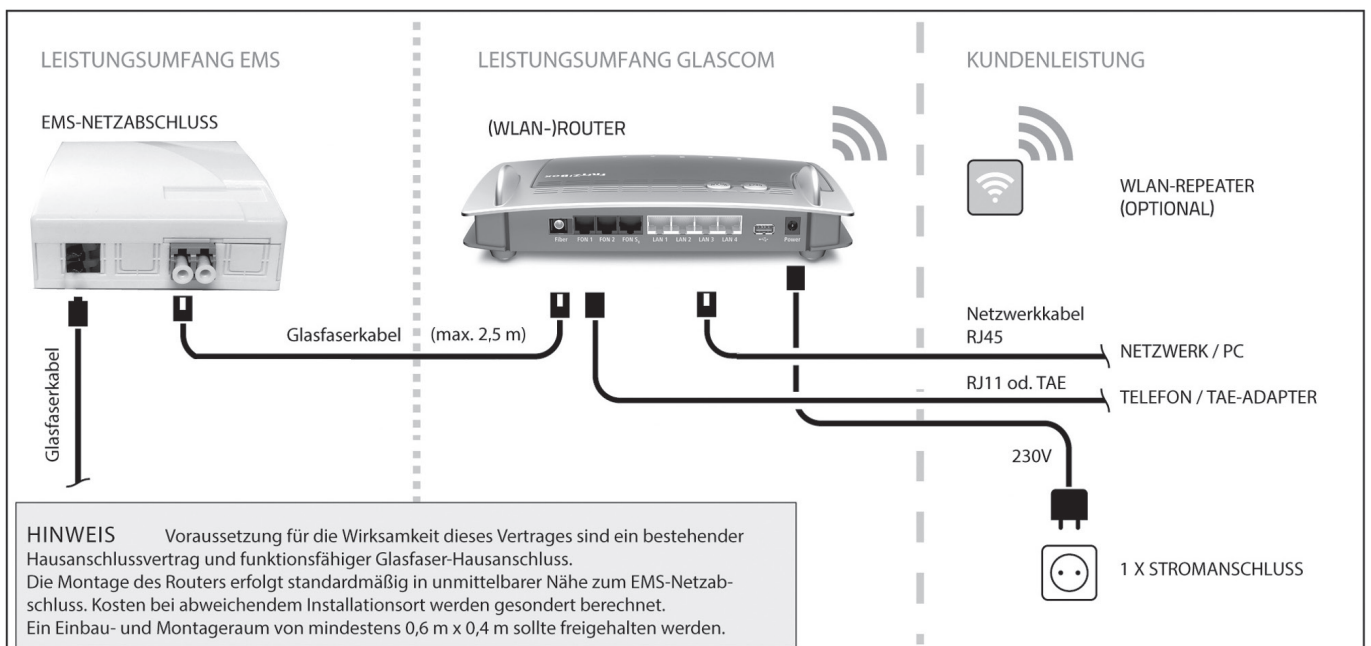 LEISTUNGSUMFANG EMS
LEISTUNGSUMFANG GLASCOM
KUNDENLEISTUNG
EMS-NETZABSCHLUSS
(WLAN-)ROUTER
FRITZ!Box
Fiber FON 1 FON 2 FON S₀ LAN 1 LAN 2 LAN 3 LAN 4 Power
WLAN-REPEATER
(OPTIONAL)
Glasfaserkabel (max. 2,5 m)
Glasfaserkabel
Netzwerkkabel
RJ45
NETZWERK / PC
RJ11 od. TAE
TELEFON / TAE-ADAPTER
230V
1 X STROMANSCHLUSS
HINWEIS Voraussetzung für die Wirksamkeit dieses Vertrages sind ein bestehender
Hausanschlussvertrag und funktionsfähiger Glasfaser-Hausanschluss.
Die Montage des Routers erfolgt standardmäßig in unmittelbarer Nähe zum EMS-Netzab-
schluss. Kosten bei abweichendem Installationsort werden gesondert berechnet.
Ein Einbau- und Montageraum von mindestens 0,6 m x 0,4 m sollte freigehalten werden.